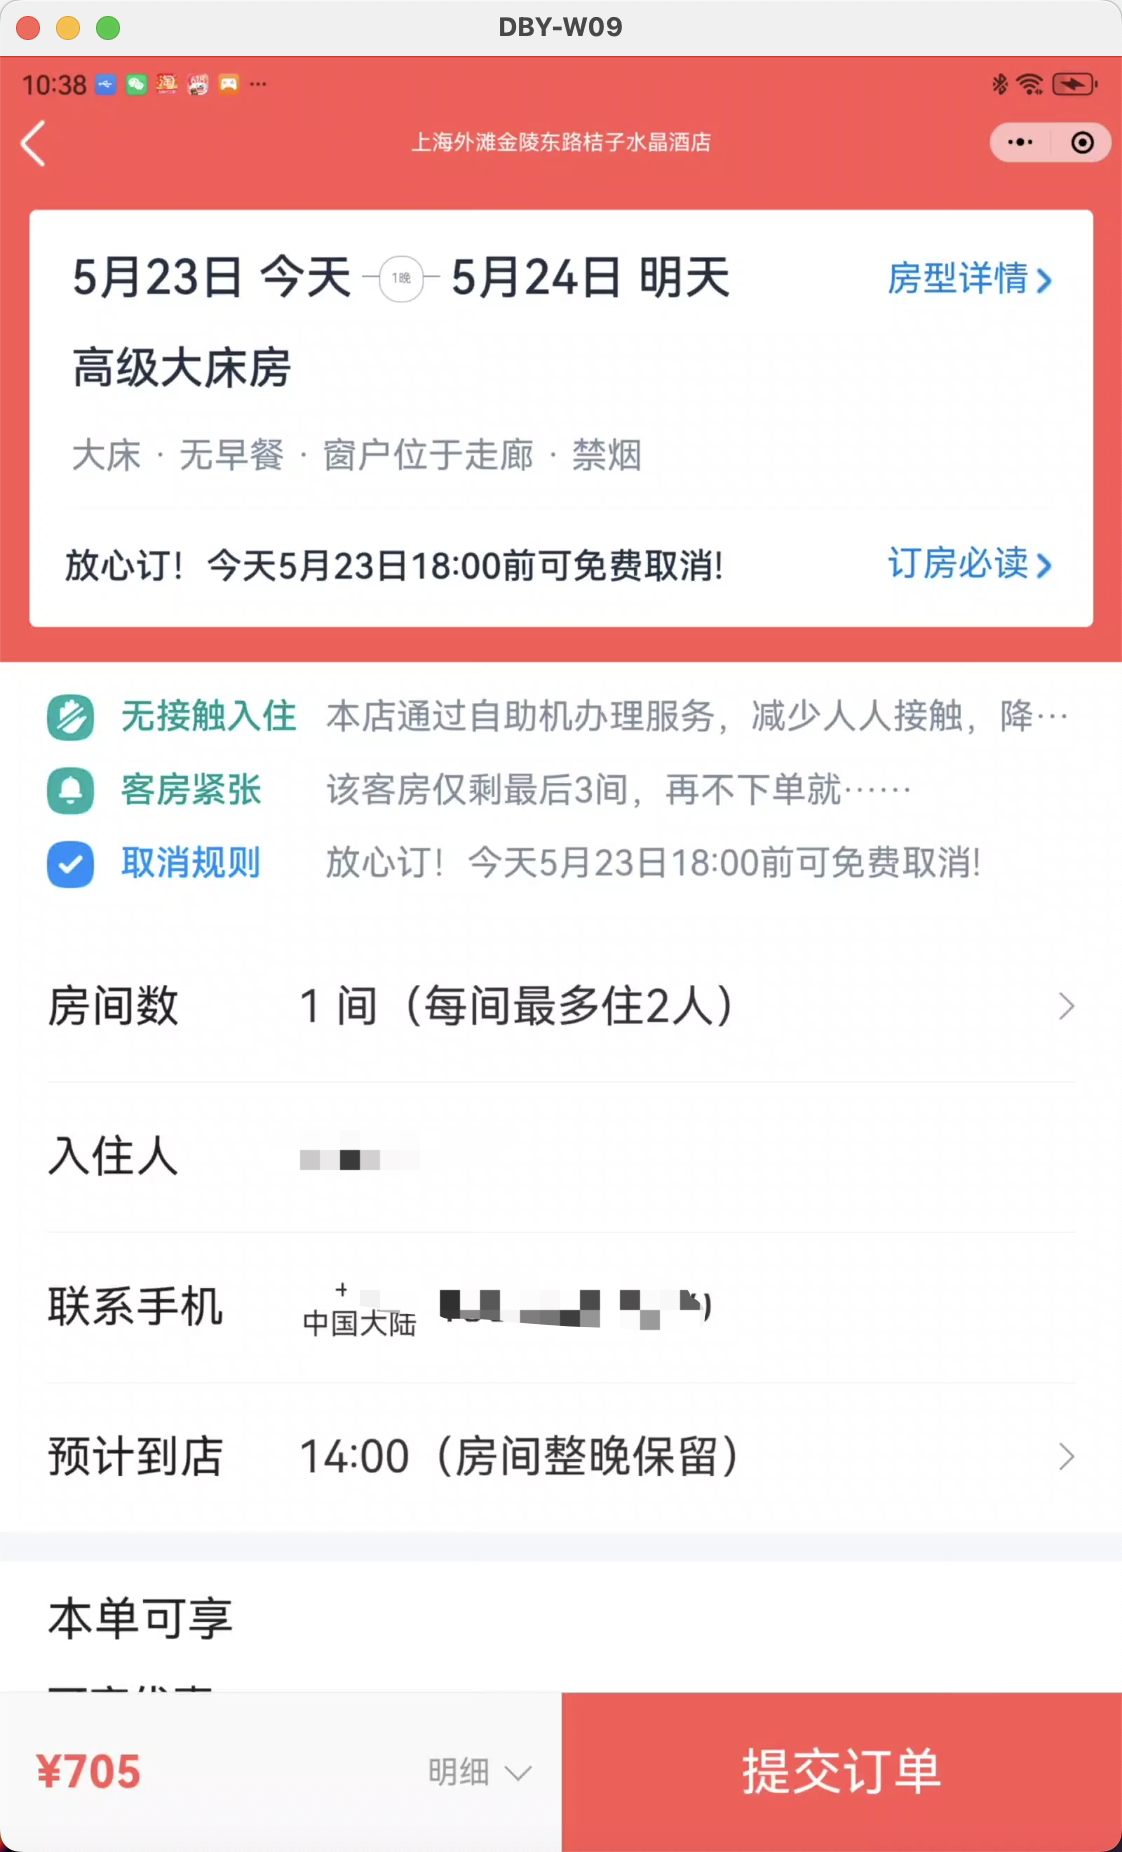 DBY-W09
10:38
上海外滩金陵东路桔子水晶酒店
5月23日 今天 1晚 5月24日 明天 房型详情
高级大床房
大床 · 无早餐 · 窗户位于走廊 · 禁烟
放心订！今天5月23日18:00前可免费取消! 订房必读
无接触入住 本店通过自助机办理服务，减少人人接触，降…
客房紧张 该客房仅剩最后3间，再不下单就……
取消规则 放心订！今天5月23日18:00前可免费取消!
房间数 1 间（每间最多住2人）
入住人
联系手机 + 中国大陆
预计到店 14:00（房间整晚保留）
本单可享
¥705 明细 提交订单